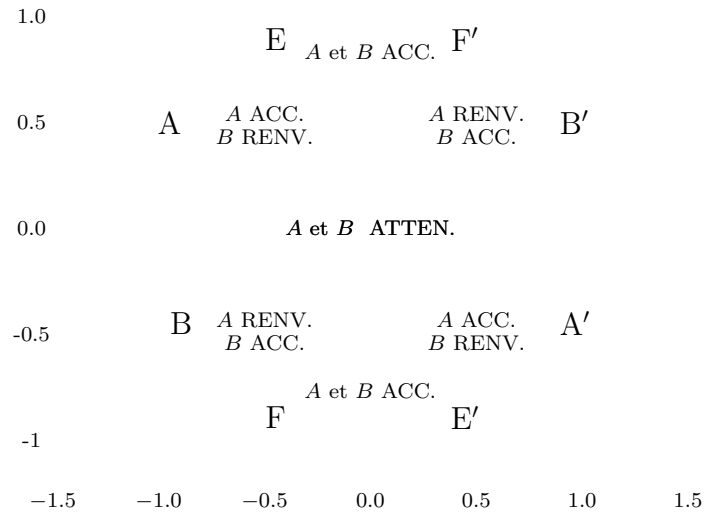 1.0
E
A et B ACC.
F′
0.5
A
A ACC.
B RENV.
A RENV.
B ACC.
B′
0.0
A et B ATTEN.
-0.5
B
A RENV.
B ACC.
A ACC.
B RENV.
A′
A et B ACC.
F
E′
-1
−1.5 −1.0 −0.5 0.0 0.5 1.0 1.5